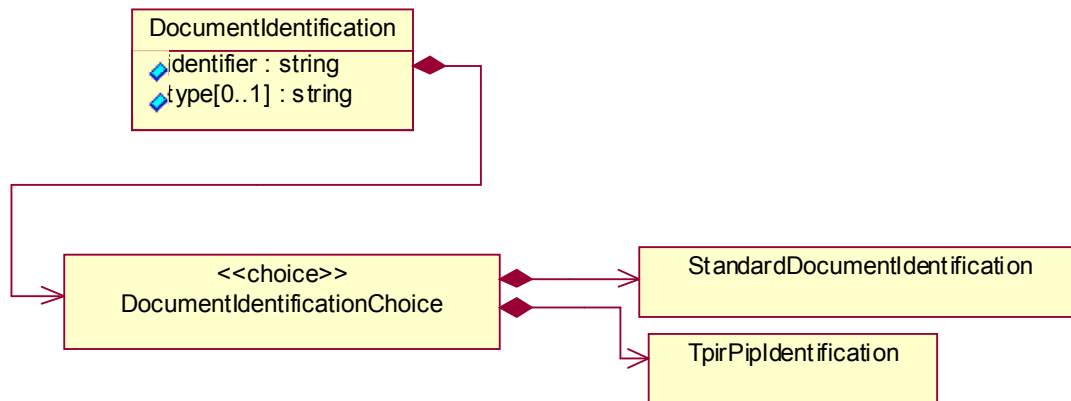 DocumentIdentification
identifier : string
type[0..1] : string
<<choice>>
DocumentIdentificationChoice
StandardDocumentIdentification
TpirPipIdentification